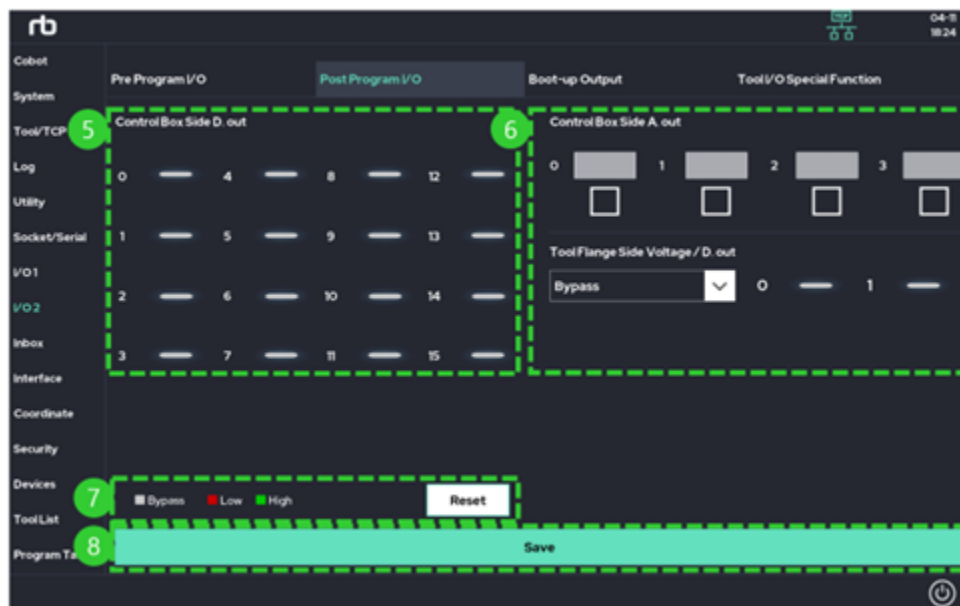 rb
TCP
04-11
18:24
Cobot
System
Tool/TCP
Log
Utility
Socket/Serial
I/O 1
I/O 2
Inbox
Interface
Coordinate
Security
Devices
Tool List
Program Ta
Pre Program I/O
Post Program I/O
Boot-up Output
Tool I/O Special Function
5
Control Box Side D. out
0 4 8 12
1 5 9 13
2 6 10 14
3 7 11 15
6
Control Box Side A. out
0 1 2 3
Tool Flange Side Voltage / D. out
Bypass 0 1
7
Bypass Low High Reset
8
Save